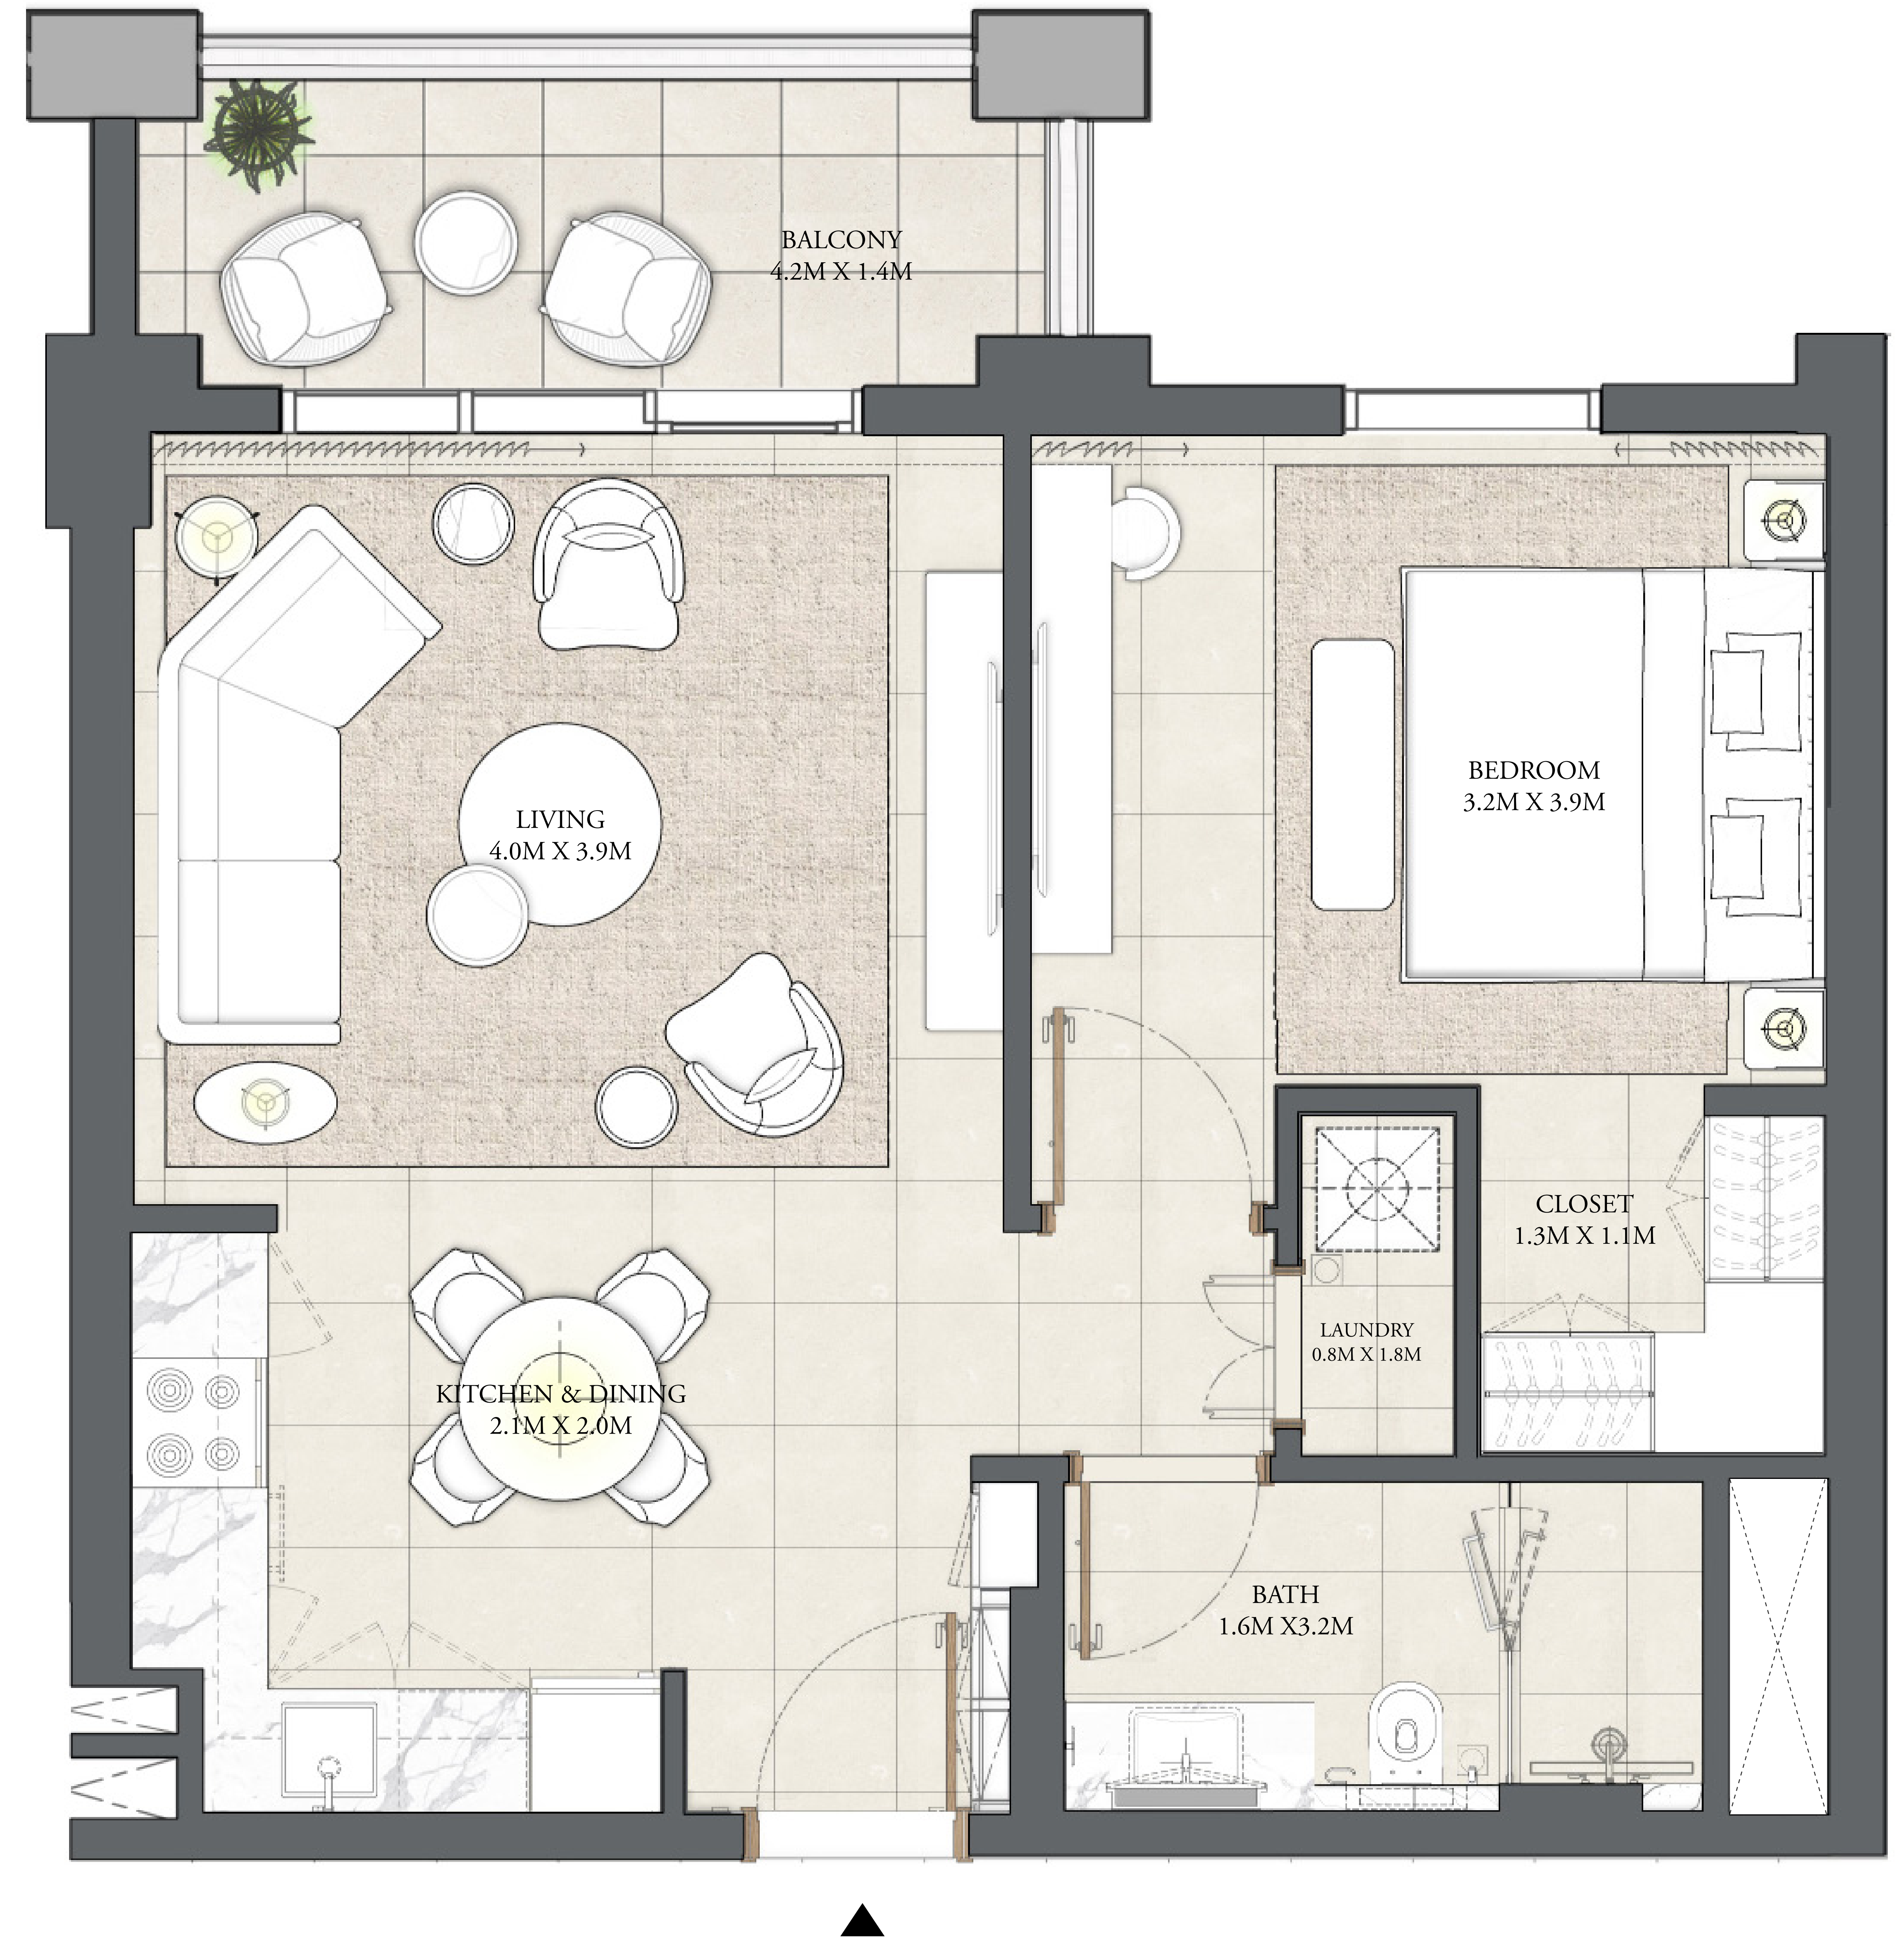 BALCONY
4.2M X 1.4M
LIVING
4.0M X 3.9M
BEDROOM
3.2M X 3.9M
CLOSET
1.3M X 1.1M
LAUNDRY
0.8M X 1.8M
KITCHEN & DINING
2.1M X 2.0M
BATH
1.6M X3.2M